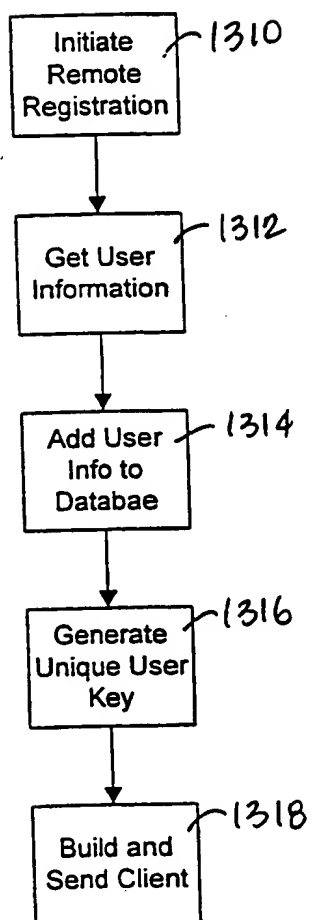 Initiate
Remote
Registration
1310
Get User
Information
1312
Add User
Info to
Databae
1314
Generate
Unique User
Key
1316
Build and
Send Client
1318